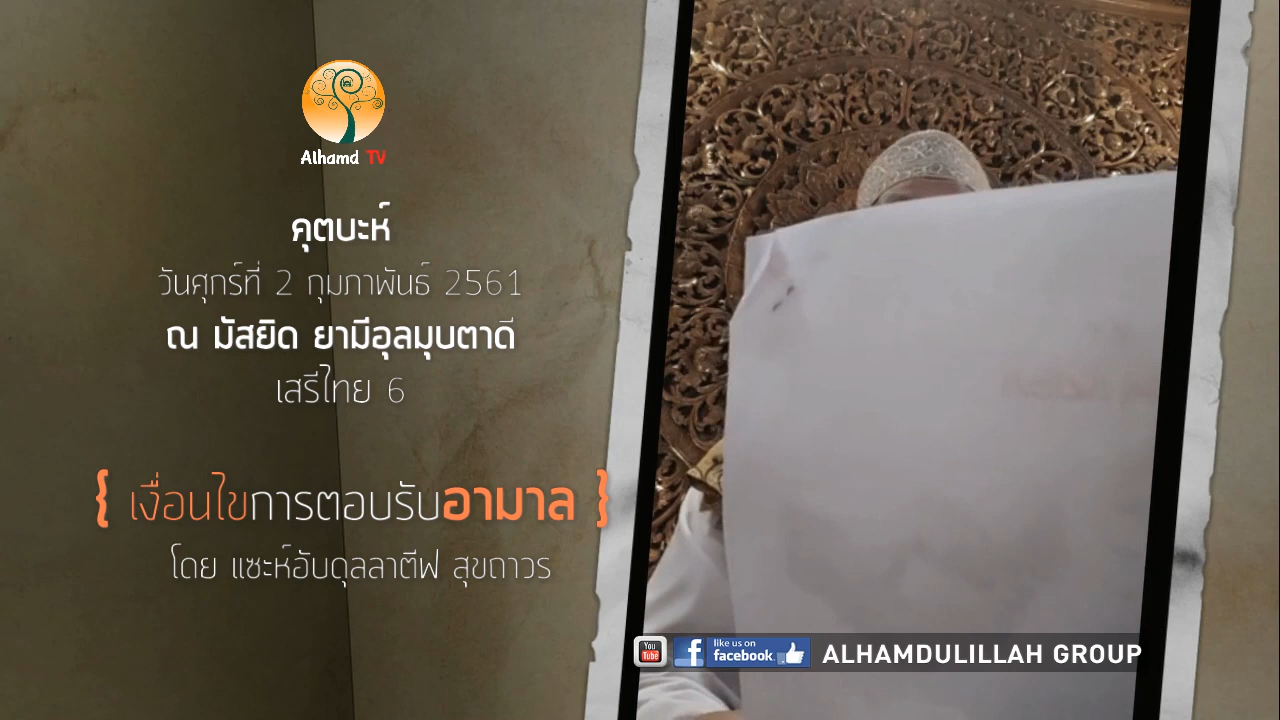 Alhamd TV
คุตบะห์
วันศุกร์ที่ 2 กุมภาพันธ์ 2561
ณ มัสยิด ยามีอุลมุบตาดี
เสรีไทย 6
{ เงื่อนไขการตอบรับอามาล }
โดย แซะห์อับดุลลาตีฟ สุขถาวร
You Tube
like us on
facebook
ALHAMDULILLAH GROUP